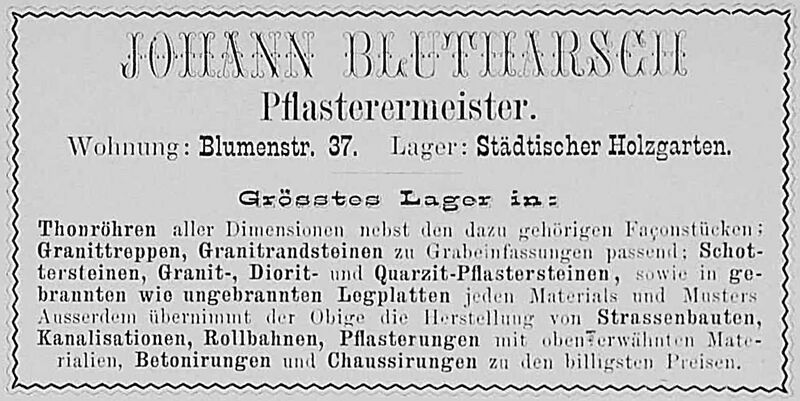 JOHANN BLUTHARSCH
Pflasterermeister.
Wohnung: Blumenstr. 37. Lager: Städtischer Holzgarten.
Grösstes Lager in:
Thonröhren aller Dimensionen nebst den dazu gehörigen Façonstücken;
Granittreppen, Granitrandsteinen zu Grabeinfassungen passend; Schot-
tersteinen, Granit-, Diorit- und Quarzit-Pflastersteinen, sowie in ge-
brannten wie ungebrannten Legplatten jeden Materials und Musters
Ausserdem übernimmt der Obige die Herstellung von Strassenbauten,
Kanalisationen, Rollbahnen, Pflasterungen mit oben erwähnten Mate-
rialien, Betonirungen und Chaussirungen zu den billigsten Preisen.